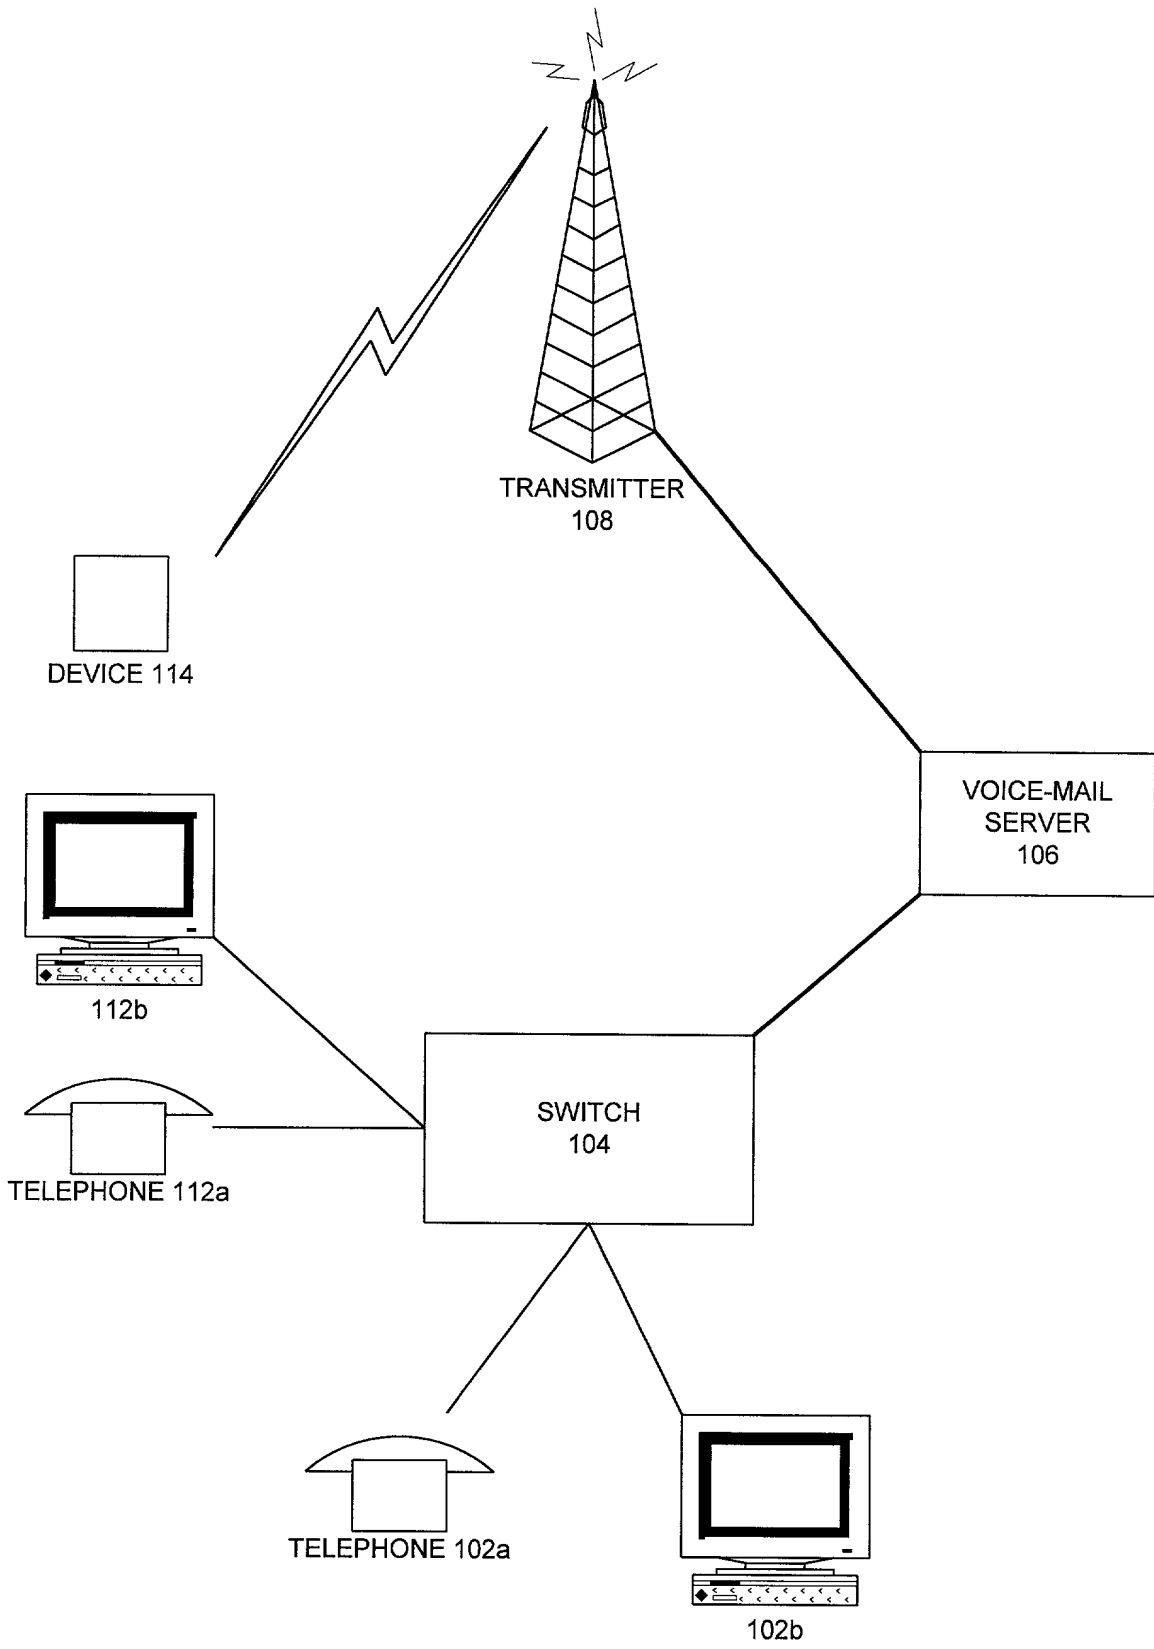 TRANSMITTER
108
DEVICE 114
VOICE-MAIL
SERVER
106
112b
SWITCH
104
TELEPHONE 112a
TELEPHONE 102a
102b